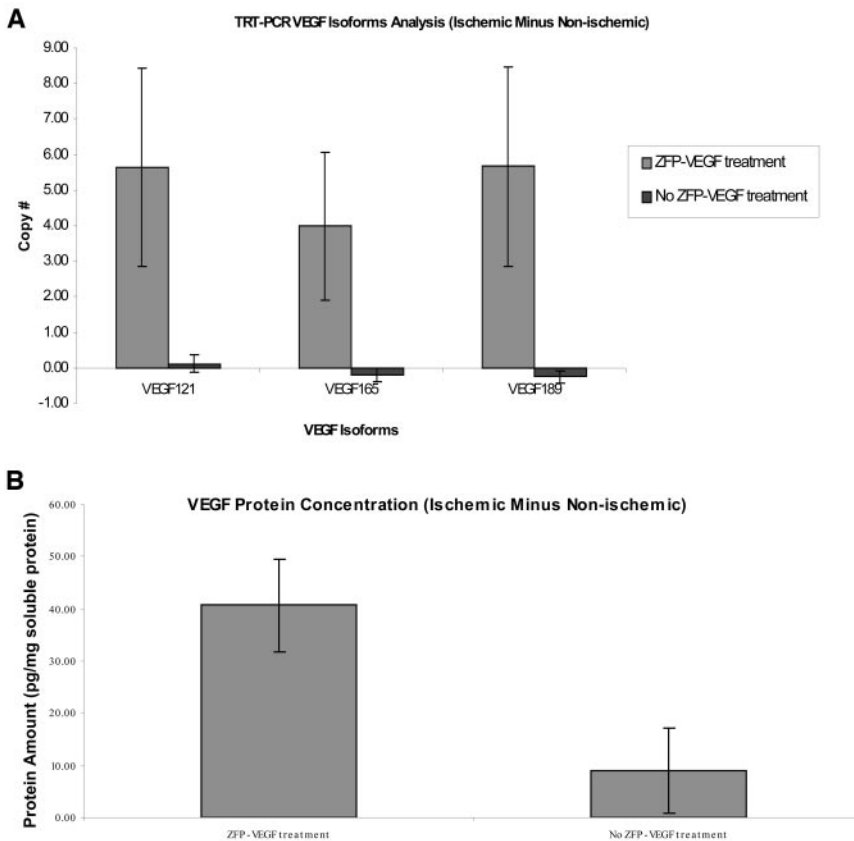 A
TRT-PCR VEGF Isoforms Analysis (Ischemic Minus Non-ischemic)
9.00
8.00
7.00
6.00
5.00
4.00
3.00
2.00
1.00
0.00
-1.00
Copy #
VEGF121
VEGF165
VEGF189
VEGF Isoforms
ZFP-VEGF treatment
No ZFP-VEGF treatment
B
VEGF Protein Concentration (Ischemic Minus Non-ischemic)
60.00
50.00
40.00
30.00
20.00
10.00
0.00
Protein Amount (pg/mg soluble protein)
ZFP-VEGF treatment
No ZFP-VEGF treatment